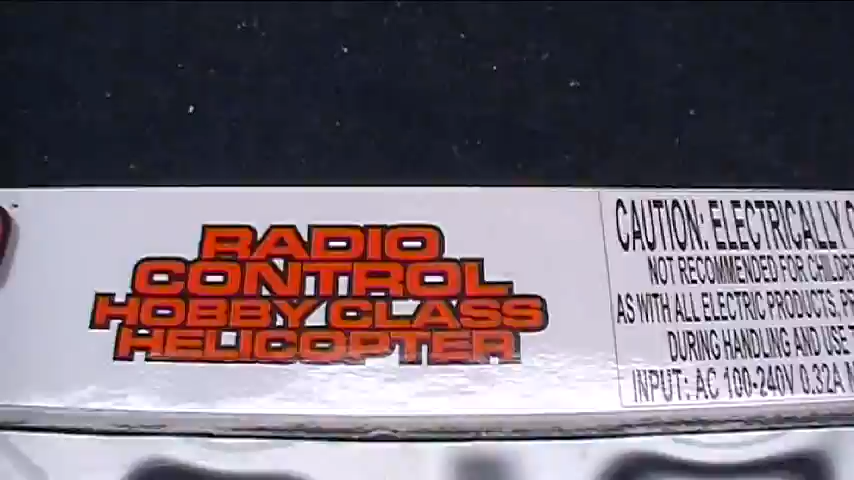 RADIO
CONTROL
HOBBY CLASS
HELICOPTER
CAUTION: ELECTRICALLY
NOT RECOMMENDED FOR
AS WITH ALL ELECTRIC PRODUCTS,
DURING HANDLING AND USE
INPUT: AC 100-240V 0.32A